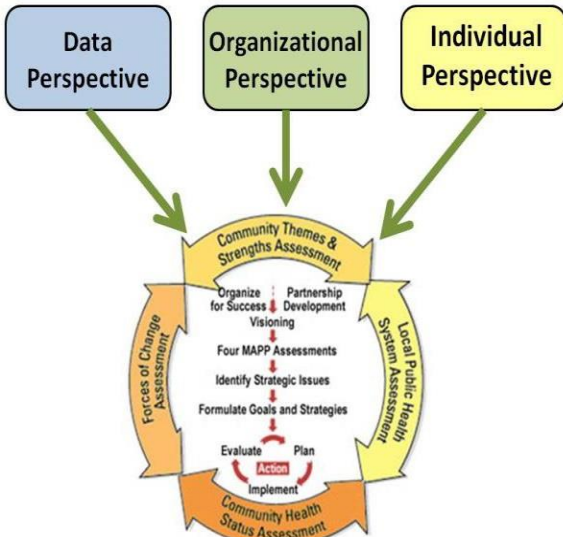 Data
Perspective
Organizational
Perspective
Individual
Perspective
Community Themes &
Strengths Assessment
Organize
for Success
Partnership
Development
Visioning
Four MAPP Assessments
Identify Strategic Issues
Formulate Goals and Strategies
Evaluate
Plan
Action
Implement
Forces of Change
Assessment
Local Public Health
System Assessment
Community Health
Status Assessment